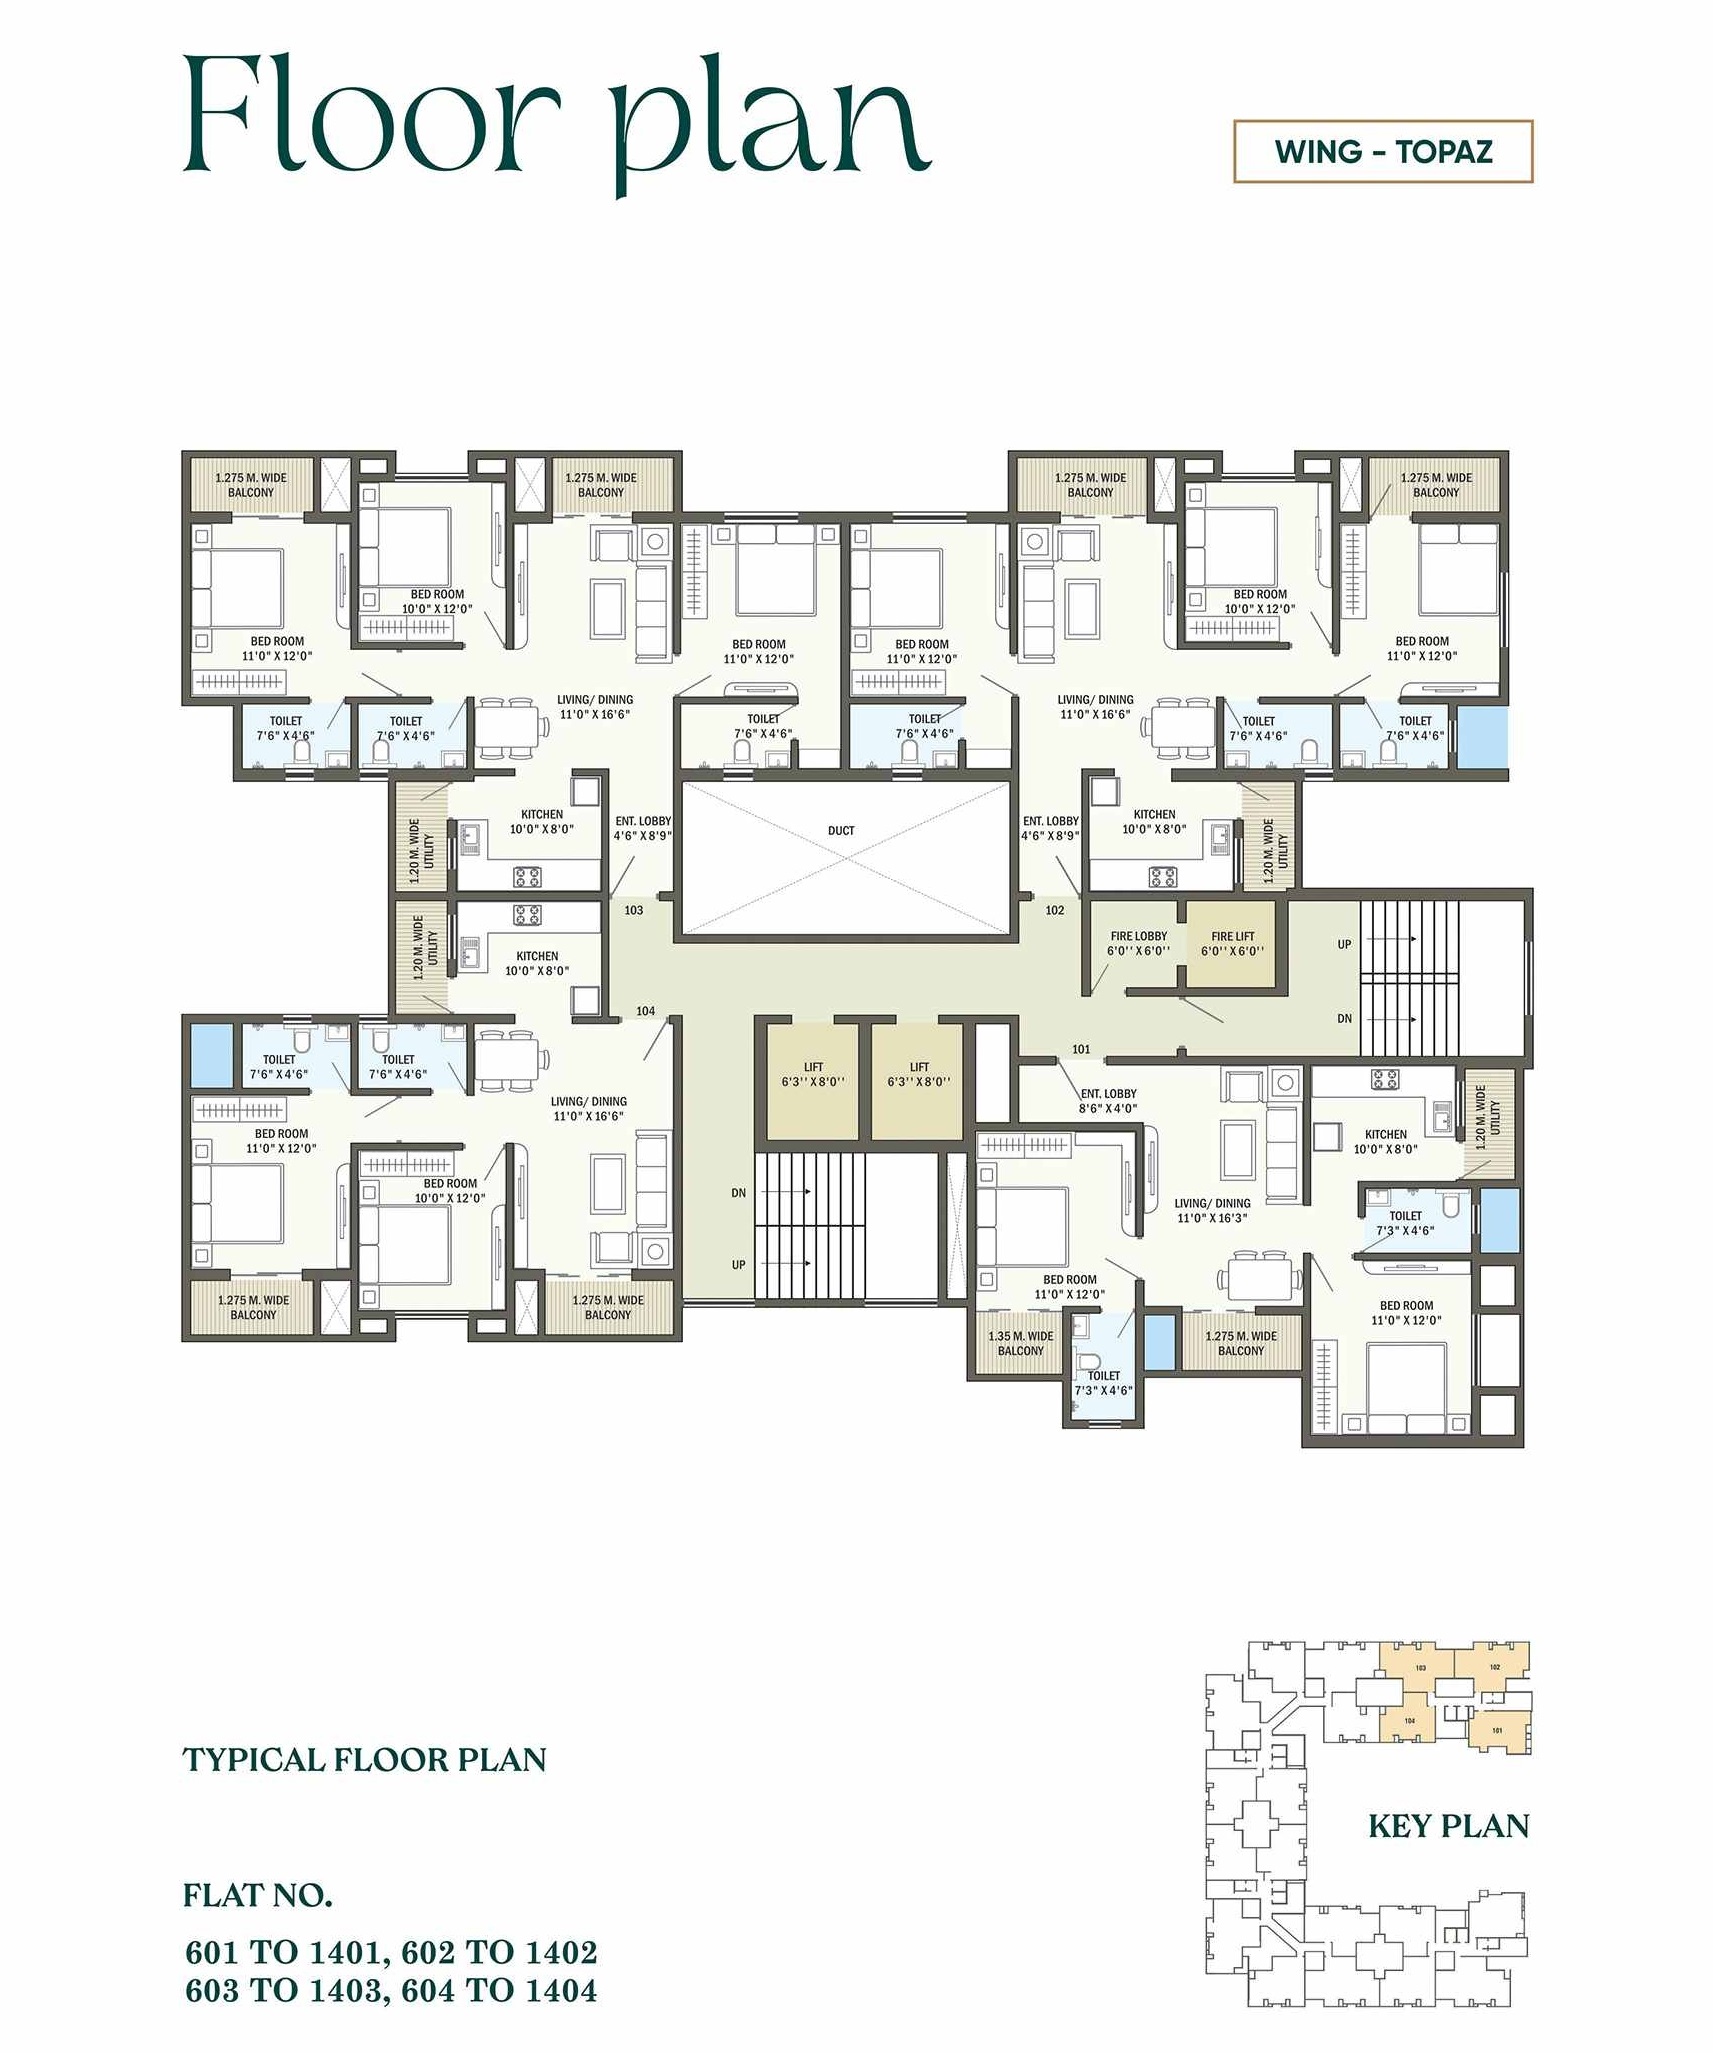 Floor plan
WING - TOPAZ
1.275 M. WIDE
BALCONY
1.275 M. WIDE
BALCONY
1.275 M. WIDE
BALCONY
1.275 M. WIDE
BALCONY
BED ROOM
10'0" X 12'0"
BED ROOM
10'0" X 12'0"
BED ROOM
11'0" X 12'0"
BED ROOM
11'0" X 12'0"
BED ROOM
11'0" X 12'0"
BED ROOM
11'0" X 12'0"
LIVING/ DINING
11'0" X 16'6"
LIVING/ DINING
11'0" X 16'6"
TOILET
7'6" X 4'6"
TOILET
7'6" X 4'6"
TOILET
7'6" X 4'6"
TOILET
7'6" X 4'6"
TOILET
7'6" X 4'6"
TOILET
7'6" X 4'6"
1.20 M. WIDE
UTILITY
KITCHEN
10'0" X 8'0"
ENT. LOBBY
4'6" X 8'9"
DUCT
ENT. LOBBY
4'6" X 8'9"
KITCHEN
10'0" X 8'0"
1.20 M. WIDE
UTILITY
103
102
1.20 M. WIDE
UTILITY
KITCHEN
10'0" X 8'0"
FIRE LOBBY
6'0'' X 6'0''
FIRE LIFT
6'0'' X 6'0''
UP
DN
104
101
TOILET
7'6" X 4'6"
TOILET
7'6" X 4'6"
LIFT
6'3'' X 8'0''
LIFT
6'3'' X 8'0''
LIVING/ DINING
11'0" X 16'6"
ENT. LOBBY
8'6" X 4'0"
1.20 M. WIDE
UTILITY
BED ROOM
11'0" X 12'0"
KITCHEN
10'0" X 8'0"
BED ROOM
10'0" X 12'0"
DN
UP
LIVING/ DINING
11'0" X 16'3"
TOILET
7'3" X 4'6"
BED ROOM
11'0" X 12'0"
1.275 M. WIDE
BALCONY
1.275 M. WIDE
BALCONY
BED ROOM
11'0" X 12'0"
1.35 M. WIDE
BALCONY
1.275 M. WIDE
BALCONY
TOILET
7'3" X 4'6"
103
102
104
101
TYPICAL FLOOR PLAN
KEY PLAN
FLAT NO.
601 TO 1401, 602 TO 1402
603 TO 1403, 604 TO 1404